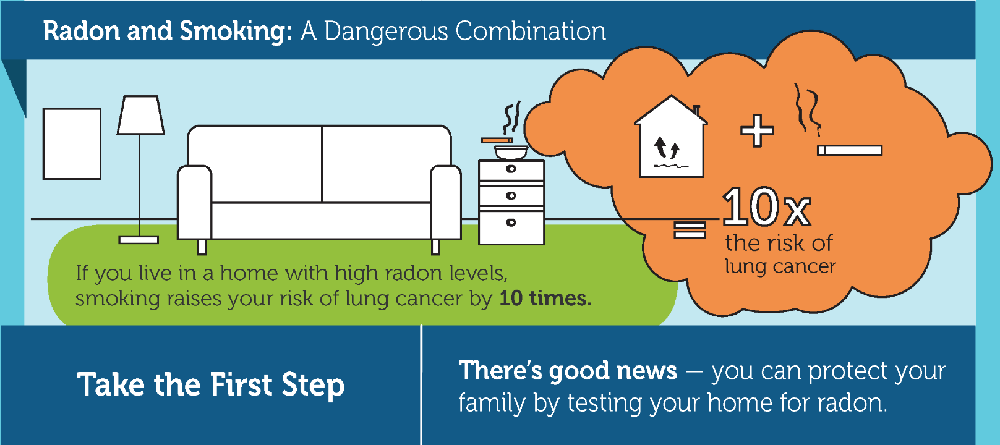 Radon and Smoking: A Dangerous Combination
10x
the risk of
lung cancer
If you live in a home with high radon levels,
smoking raises your risk of lung cancer by 10 times.
Take the First Step
There's good news — you can protect your
family by testing your home for radon.